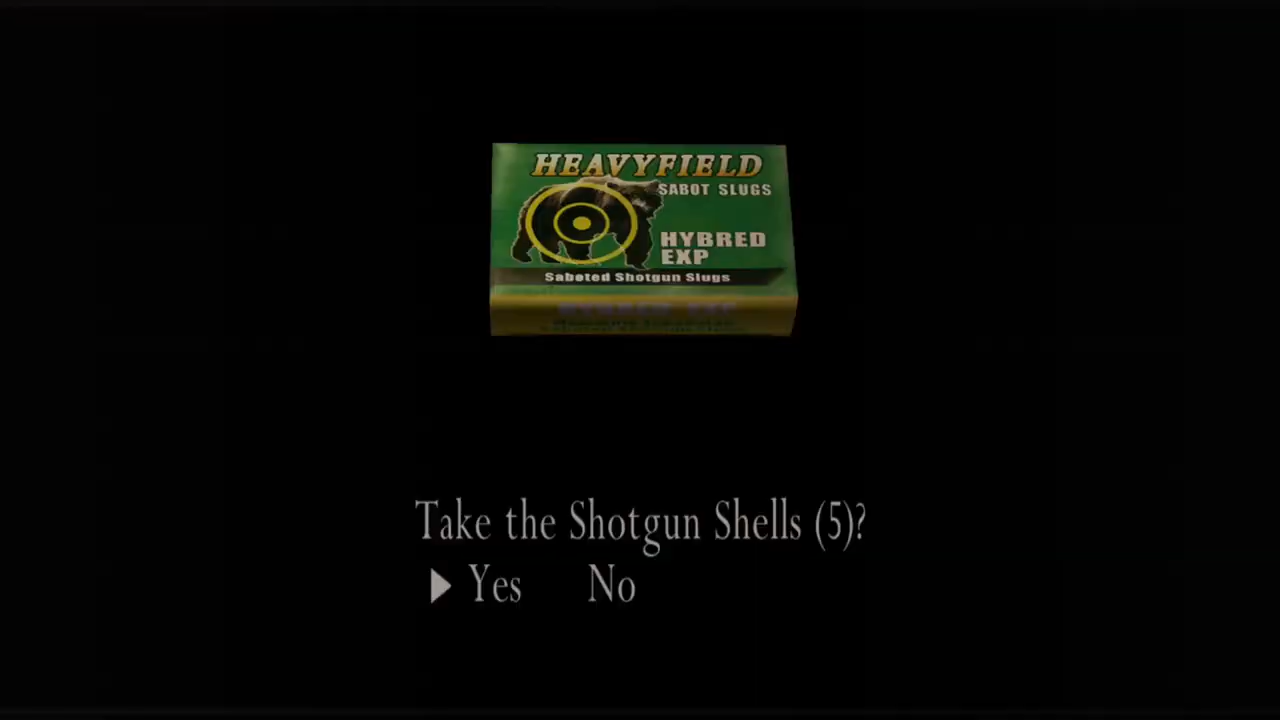 HEAVYFIELD
SABOT SLUGS
HYBRED
EXP
Saboted Shotgun Slugs
Take the Shotgun Shells (5)?
Yes No